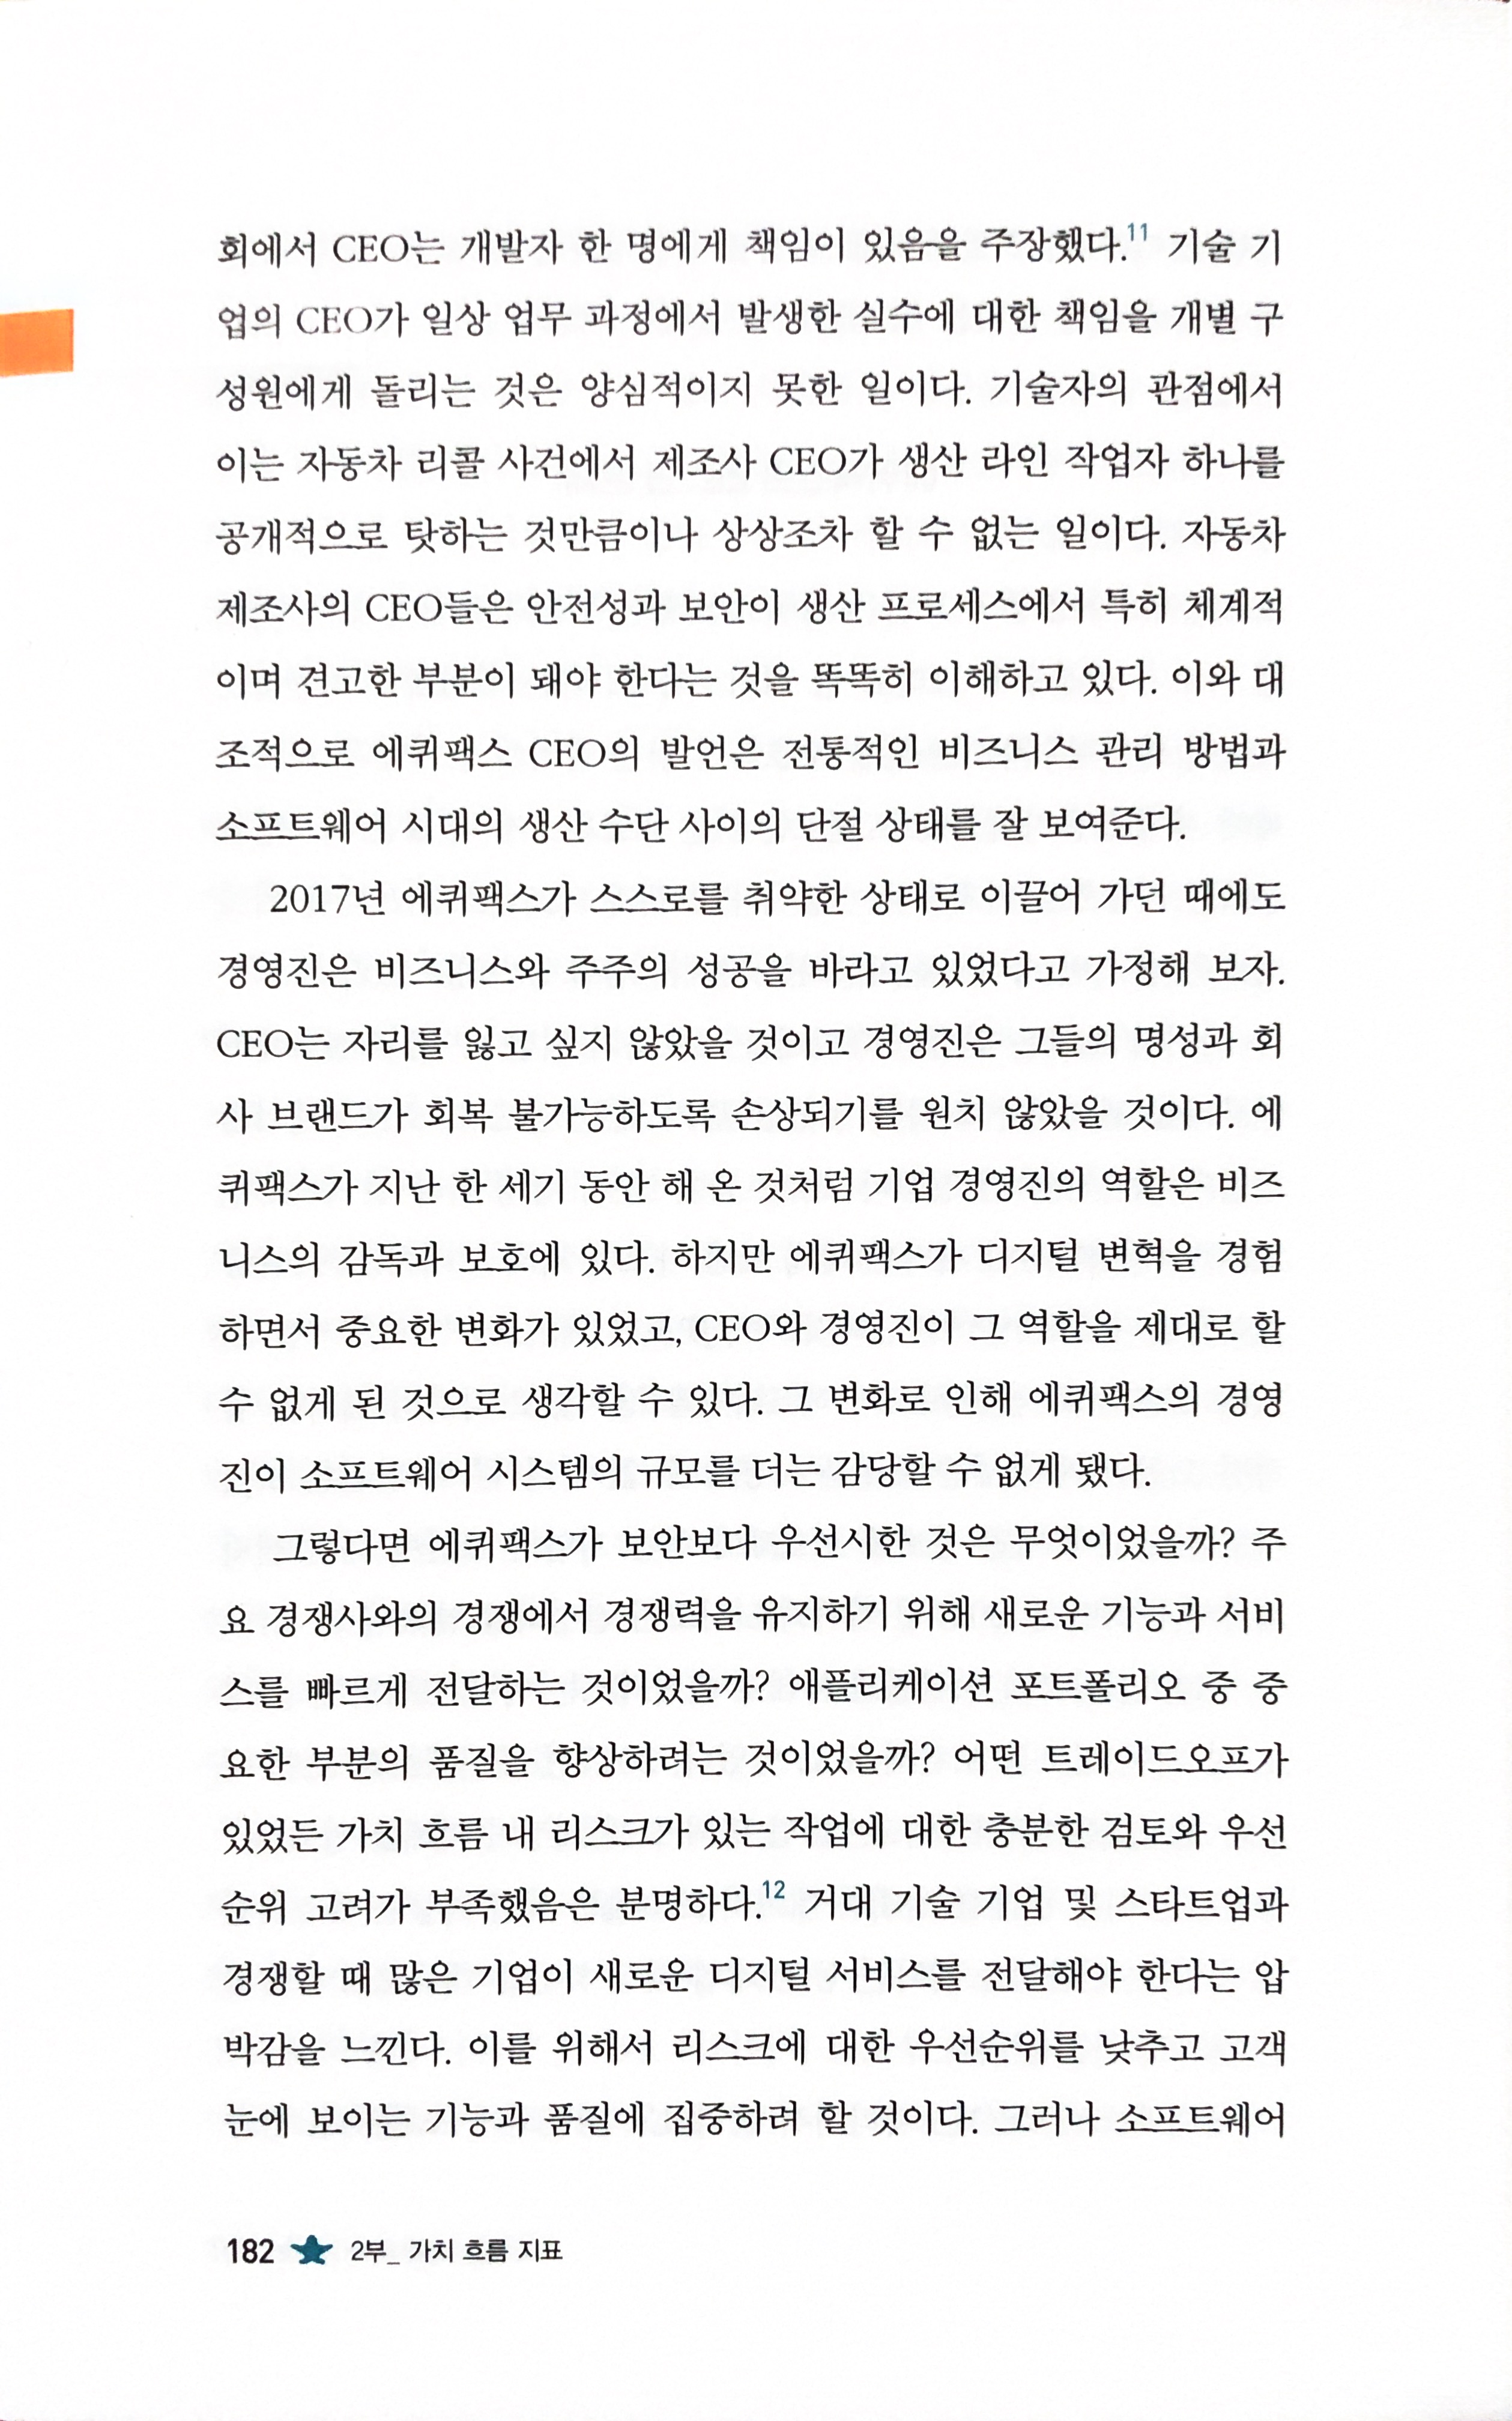 회에서 CEO는 개발자 한 명에게 책임이 있음을 주장했다.11 기술 기
업의 CEO가 일상 업무 과정에서 발생한 실수에 대한 책임을 개별 구
성원에게 돌리는 것은 양심적이지 못한 일이다. 기술자의 관점에서
이는 자동차 리콜 사건에서 제조사 CEO가 생산 라인 작업자 하나를
공개적으로 탓하는 것만큼이나 상상조차 할 수 없는 일이다. 자동차
제조사의 CEO들은 안전성과 보안이 생산 프로세스에서 특히 체계적
이며 견고한 부분이 돼야 한다는 것을 똑똑히 이해하고 있다. 이와 대
조적으로 에퀴팩스 CEO의 발언은 전통적인 비즈니스 관리 방법과
소프트웨어 시대의 생산 수단 사이의 단절 상태를 잘 보여준다.
2017년 에퀴팩스가 스스로를 취약한 상태로 이끌어 가던 때에도
경영진은 비즈니스와 주주의 성공을 바라고 있었다고 가정해 보자.
CEO는 자리를 잃고 싶지 않았을 것이고 경영진은 그들의 명성과 회
사 브랜드가 회복 불가능하도록 손상되기를 원치 않았을 것이다. 에
퀴팩스가 지난 한 세기 동안 해 온 것처럼 기업 경영진의 역할은 비즈
니스의 감독과 보호에 있다. 하지만 에퀴팩스가 디지털 변혁을 경험
하면서 중요한 변화가 있었고, CEO와 경영진이 그 역할을 제대로 할
수 없게 된 것으로 생각할 수 있다. 그 변화로 인해 에퀴팩스의 경영
진이 소프트웨어 시스템의 규모를 더는 감당할 수 없게 됐다.
그렇다면 에퀴팩스가 보안보다 우선시한 것은 무엇이었을까? 주
요 경쟁사와의 경쟁에서 경쟁력을 유지하기 위해 새로운 기능과 서비
스를 빠르게 전달하는 것이었을까? 애플리케이션 포트폴리오 중 중
요한 부분의 품질을 향상하려는 것이었을까? 어떤 트레이드오프가
있었든 가치 흐름 내 리스크가 있는 작업에 대한 충분한 검토와 우선
순위 고려가 부족했음은 분명하다.12 거대 기술 기업 및 스타트업과
경쟁할 때 많은 기업이 새로운 디지털 서비스를 전달해야 한다는 압
박감을 느낀다. 이를 위해서 리스크에 대한 우선순위를 낮추고 고객
눈에 보이는 기능과 품질에 집중하려 할 것이다. 그러나 소프트웨어
182 2부_ 가치 흐름 지표